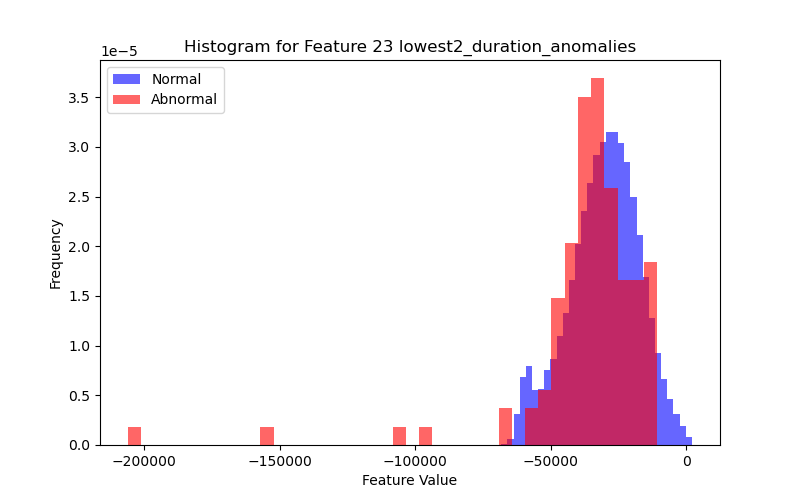 Histogram for Feature 23 lowest2_duration_anomalies
1e−5
Normal
Abnormal
3.5
3.0
2.5
2.0
1.5
1.0
0.5
0.0
Frequency
−200000 −150000 −100000 −50000 0
Feature Value